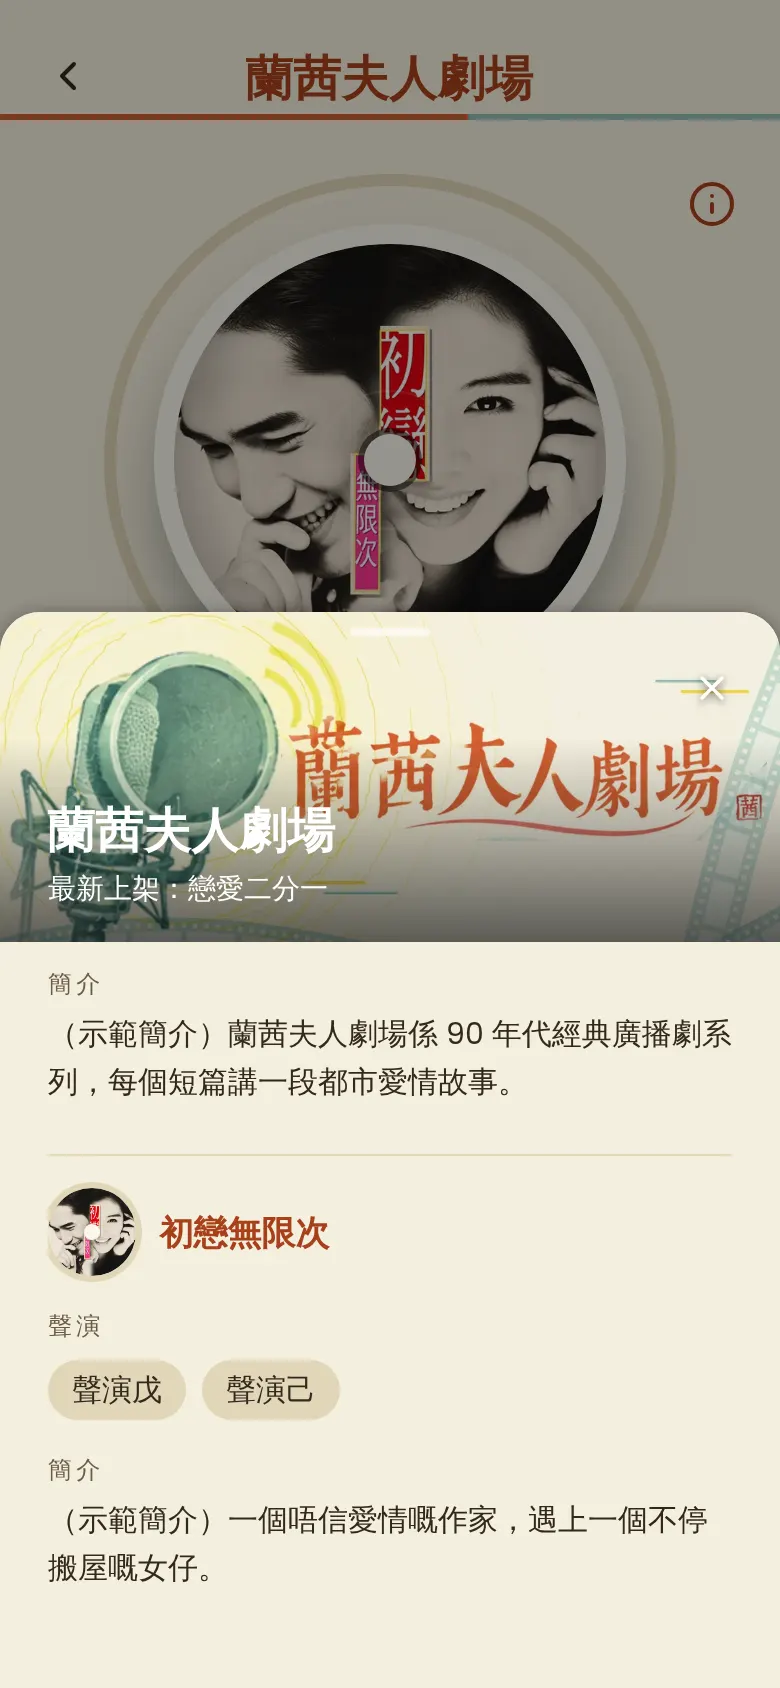 蘭茜夫人劇場
初戀
無限次
蘭茜夫人劇場
茜
蘭茜夫人劇場
最新上架：戀愛二分一
簡介
（示範簡介）蘭茜夫人劇場係 90 年代經典廣播劇系
列，每個短篇講一段都市愛情故事。
初戀無限次
聲演
聲演戊
聲演己
簡介
（示範簡介）一個唔信愛情嘅作家，遇上一個不停
搬屋嘅女仔。